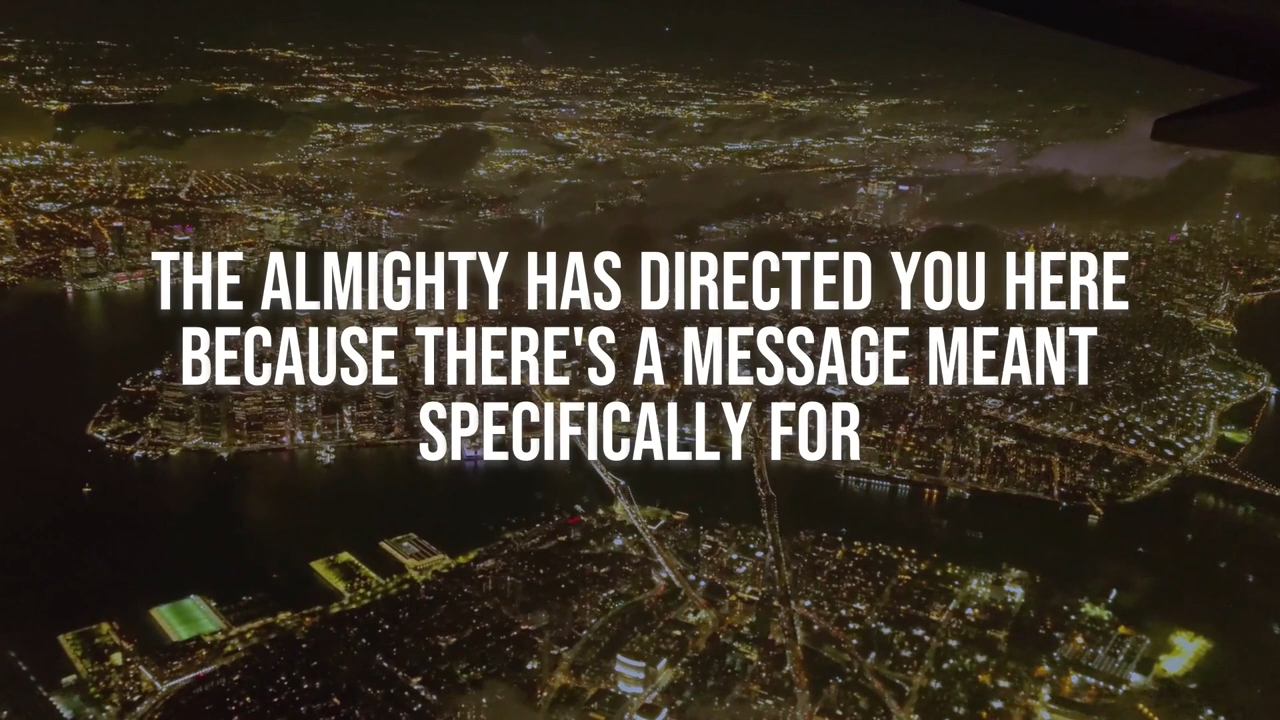 THE ALMIGHTY HAS DIRECTED YOU HERE
BECAUSE THERE'S A MESSAGE MEANT
SPECIFICALLY FOR